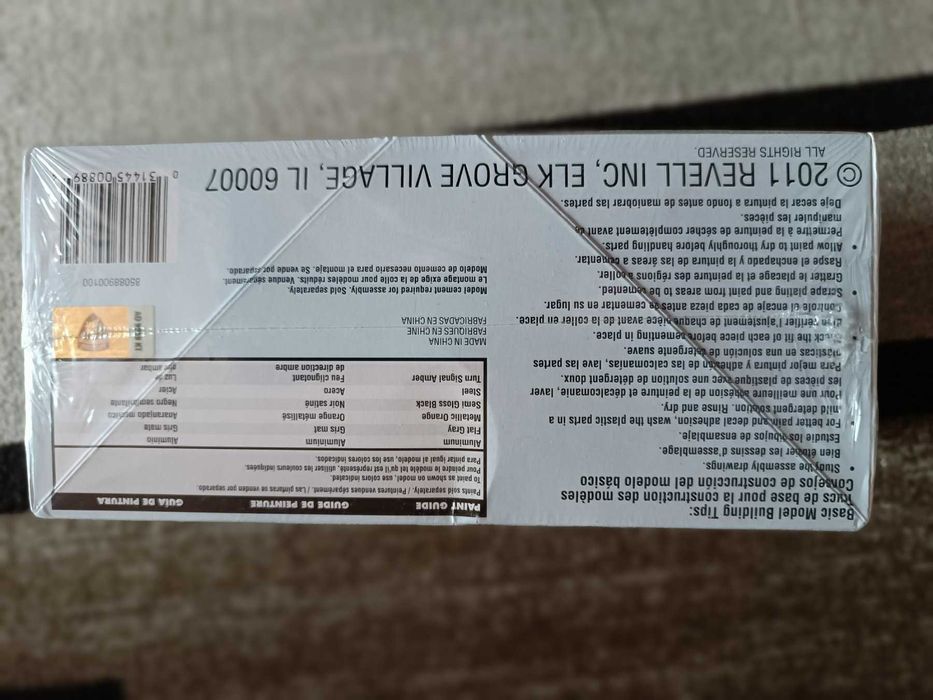 Basic Model Building Tips:
Trucs de base pour la construction des modèles
Consejos de construcción del modelo básico
• Study the assembly drawings.
Bien étudier les dessins d'assemblage.
Estudie los dibujos de ensamblaje.
• For better paint and decal adhesion, wash the plastic parts in a
mild detergent solution. Rinse and dry.
Pour une meilleure adhésion de la peinture et décalcomanie, laver
les pièces de plastique avec une solution de détergent doux.
Para mejor pintura y adhesión de las calcomanías, lave las partes
plásticas en una solución de detergente suave.
• Check the fit of each piece before cementing in place.
Bien vérifier l'ajustement de chaque pièce avant de la coller en place.
Controle el encaje de cada pieza antes de cementar en su lugar.
• Scrape plating and paint from areas to be cemented.
Gratter le placage et la peinture des régions à coller.
Raspe el enchapado y la pintura de las áreas a cementar.
• Allow paint to dry thoroughly before handling parts.
Permettre à la peinture de sécher complètement avant de
manipuler les pièces.
Deje secar la pintura a fondo antes de maniobrar las partes.
PAINT GUIDE GUIDE DE PEINTURE GUÍA DE PINTURA
Paints sold separately. / Peintures vendues séparément. / Las pinturas se venden por separado.
To paint as shown on model, use colors indicated.
Pour peindre le modèle tel qu'il est représenté, utiliser les couleurs indiquées.
Para pintar igual al modelo, use los colores indicados.
Aluminum Aluminium Aluminio
Flat Gray Gris mat Gris mate
Metallic Orange Orange métallisé Anaranjado metálico
Semi Gloss Black Noir satiné Negro semibrillante
Steel Acier Acero
Turn Signal Amber Feu clignotant Luz de
de direction ambre giro ámbar
MADE IN CHINA
FABRIQUÉES EN CHINE
FABRICADAS EN CHINA
Model cement required for assembly. Sold separately.
Le montage exige de la colle pour modèles réduits. Vendue séparément.
Modelo de cemento necesario para el montaje. Se vende por separado.
85088900100
0 31445 00889
© 2011 REVELL INC, ELK GROVE VILLAGE, IL 60007
ALL RIGHTS RESERVED.